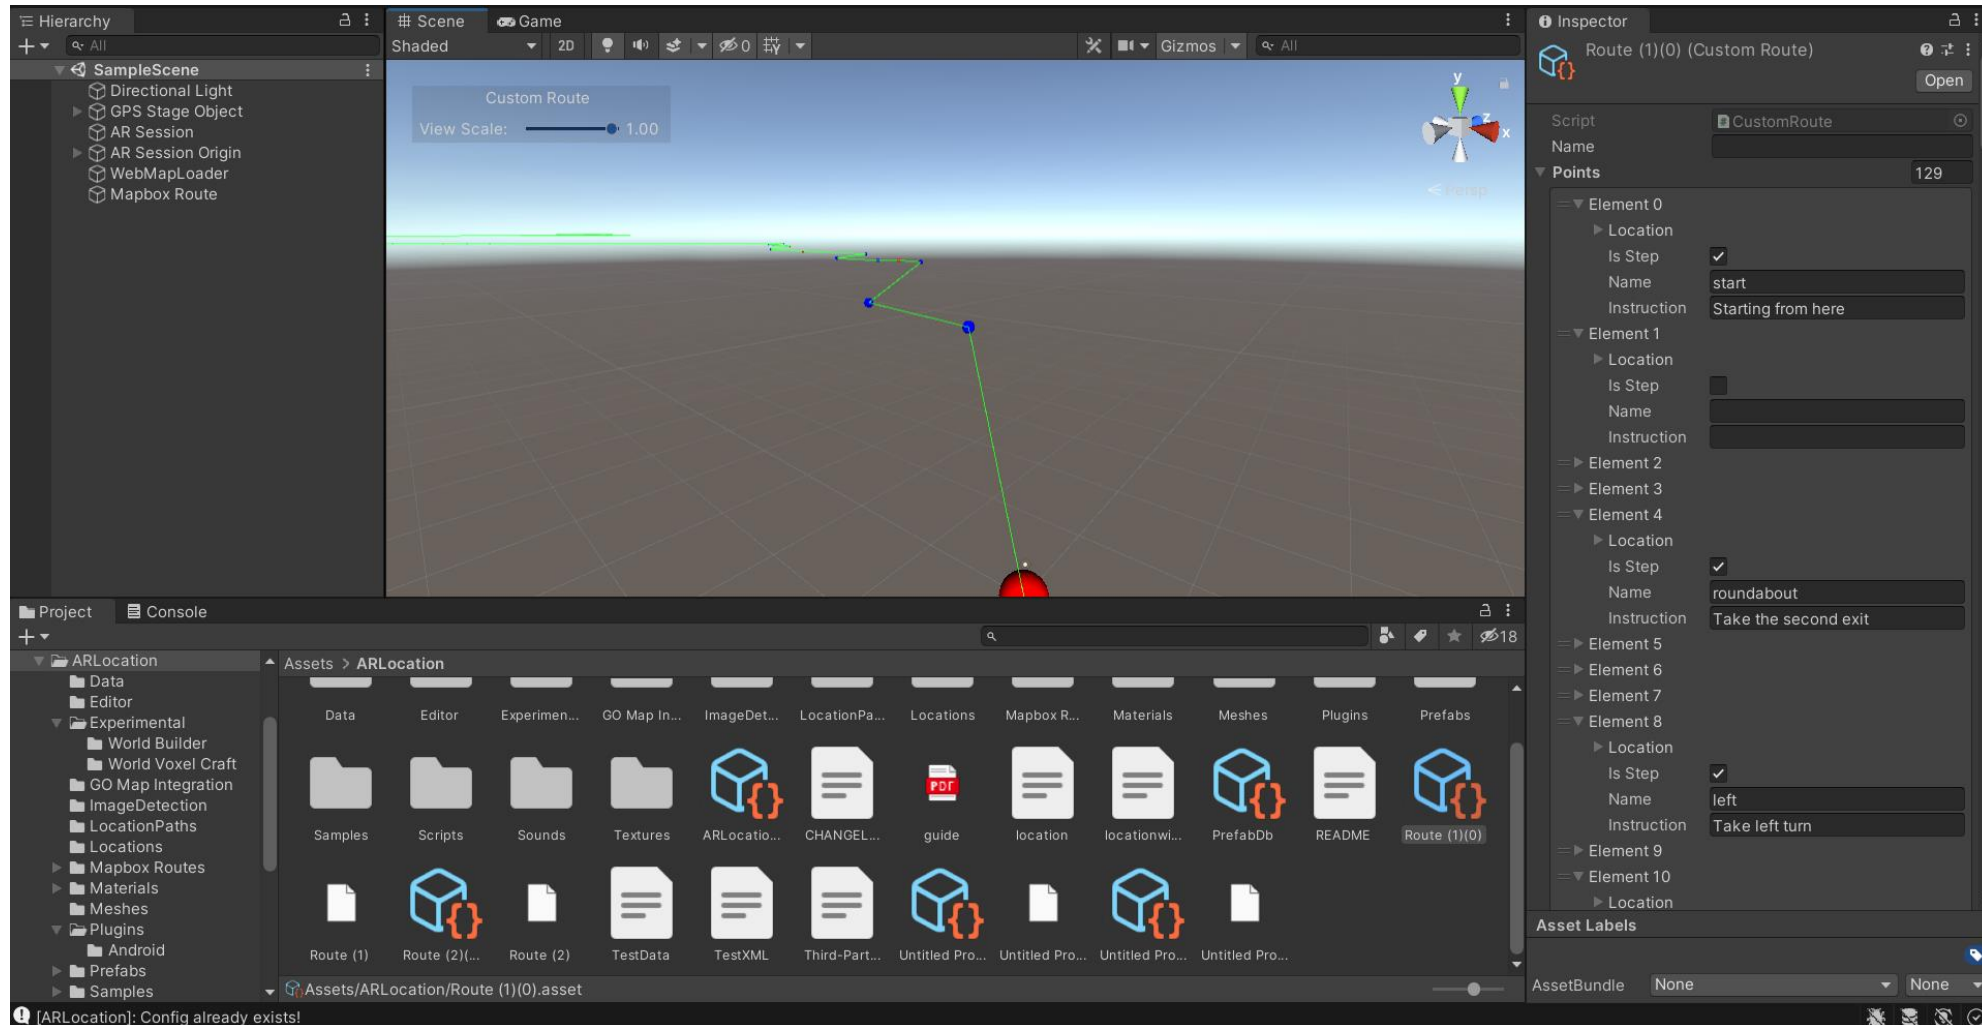 Hierarchy
All
SampleScene
Directional Light
GPS Stage Object
AR Session
AR Session Origin
WebMapLoader
Mapbox Route
Scene Game
Shaded 2D 0 Gizmos All
Custom Route
View Scale: 1.00
y
z
x
Persp
Inspector
Route (1)(0) (Custom Route)
Open
Script CustomRoute
Name
Points 129
Element 0
Location
Is Step
Name start
Instruction Starting from here
Element 1
Location
Is Step
Name
Instruction
Element 2
Element 3
Element 4
Location
Is Step
Name roundabout
Instruction Take the second exit
Element 5
Element 6
Element 7
Element 8
Location
Is Step
Name left
Instruction Take left turn
Element 9
Element 10
Location
Asset Labels
AssetBundle None None
Project Console
18
ARLocation
Data
Editor
Experimental
World Builder
World Voxel Craft
GO Map Integration
ImageDetection
LocationPaths
Locations
Mapbox Routes
Materials
Meshes
Plugins
Android
Prefabs
Samples
Assets > ARLocation
Data Editor Experimen... GO Map In... ImageDet... LocationPa... Locations Mapbox R... Materials Meshes Plugins Prefabs
PDF
Samples Scripts Sounds Textures ARLocatio... CHANGEL... guide location locationwi... PrefabDb README Route (1)(0)
Route (1) Route (2)(... Route (2) TestData TestXML Third-Part... Untitled Pro... Untitled Pro... Untitled Pro... Untitled Pro...
Assets/ARLocation/Route (1)(0).asset
[ARLocation]: Config already exists!